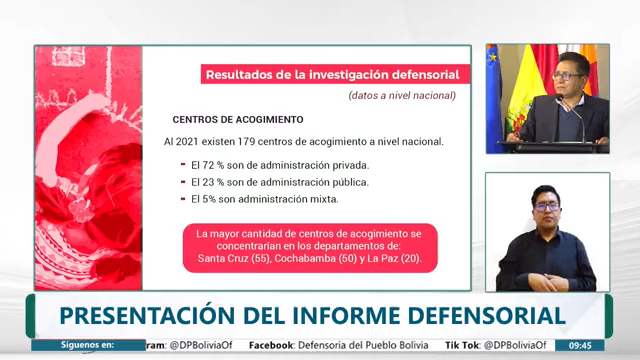 Resultados de la investigación defensorial
(datos a nivel nacional)
CENTROS DE ACOGIMIENTO
Al 2021 existen 179 centros de acogimiento a nivel nacional.
- El 72 % son de administración privada.
- El 23 % son de administración pública.
- El 5% son administración mixta.
La mayor cantidad de centros de acogimiento se
concentrarían en los departamentos de:
Santa Cruz (55), Cochabamba (50) y La Paz (20).
PRESENTACIÓN DEL INFORME DEFENSORIAL
Síguenos en: gram: @DPBoliviaOf Facebook: Defensoria del Pueblo Bolivia Tik Tok: @DPBoliviaOf 09:45